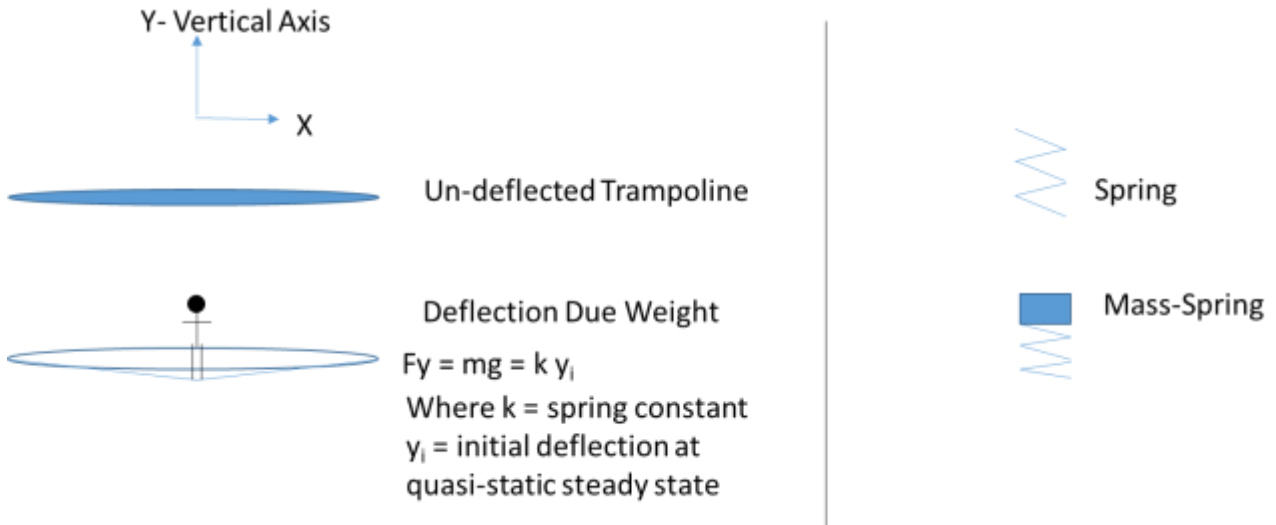 Y- Vertical Axis
X
Un-deflected Trampoline
Spring
Deflection Due Weight
Mass-Spring
Fy = mg = k yᵢ
Where k = spring constant
yᵢ = initial deflection at
quasi-static steady state